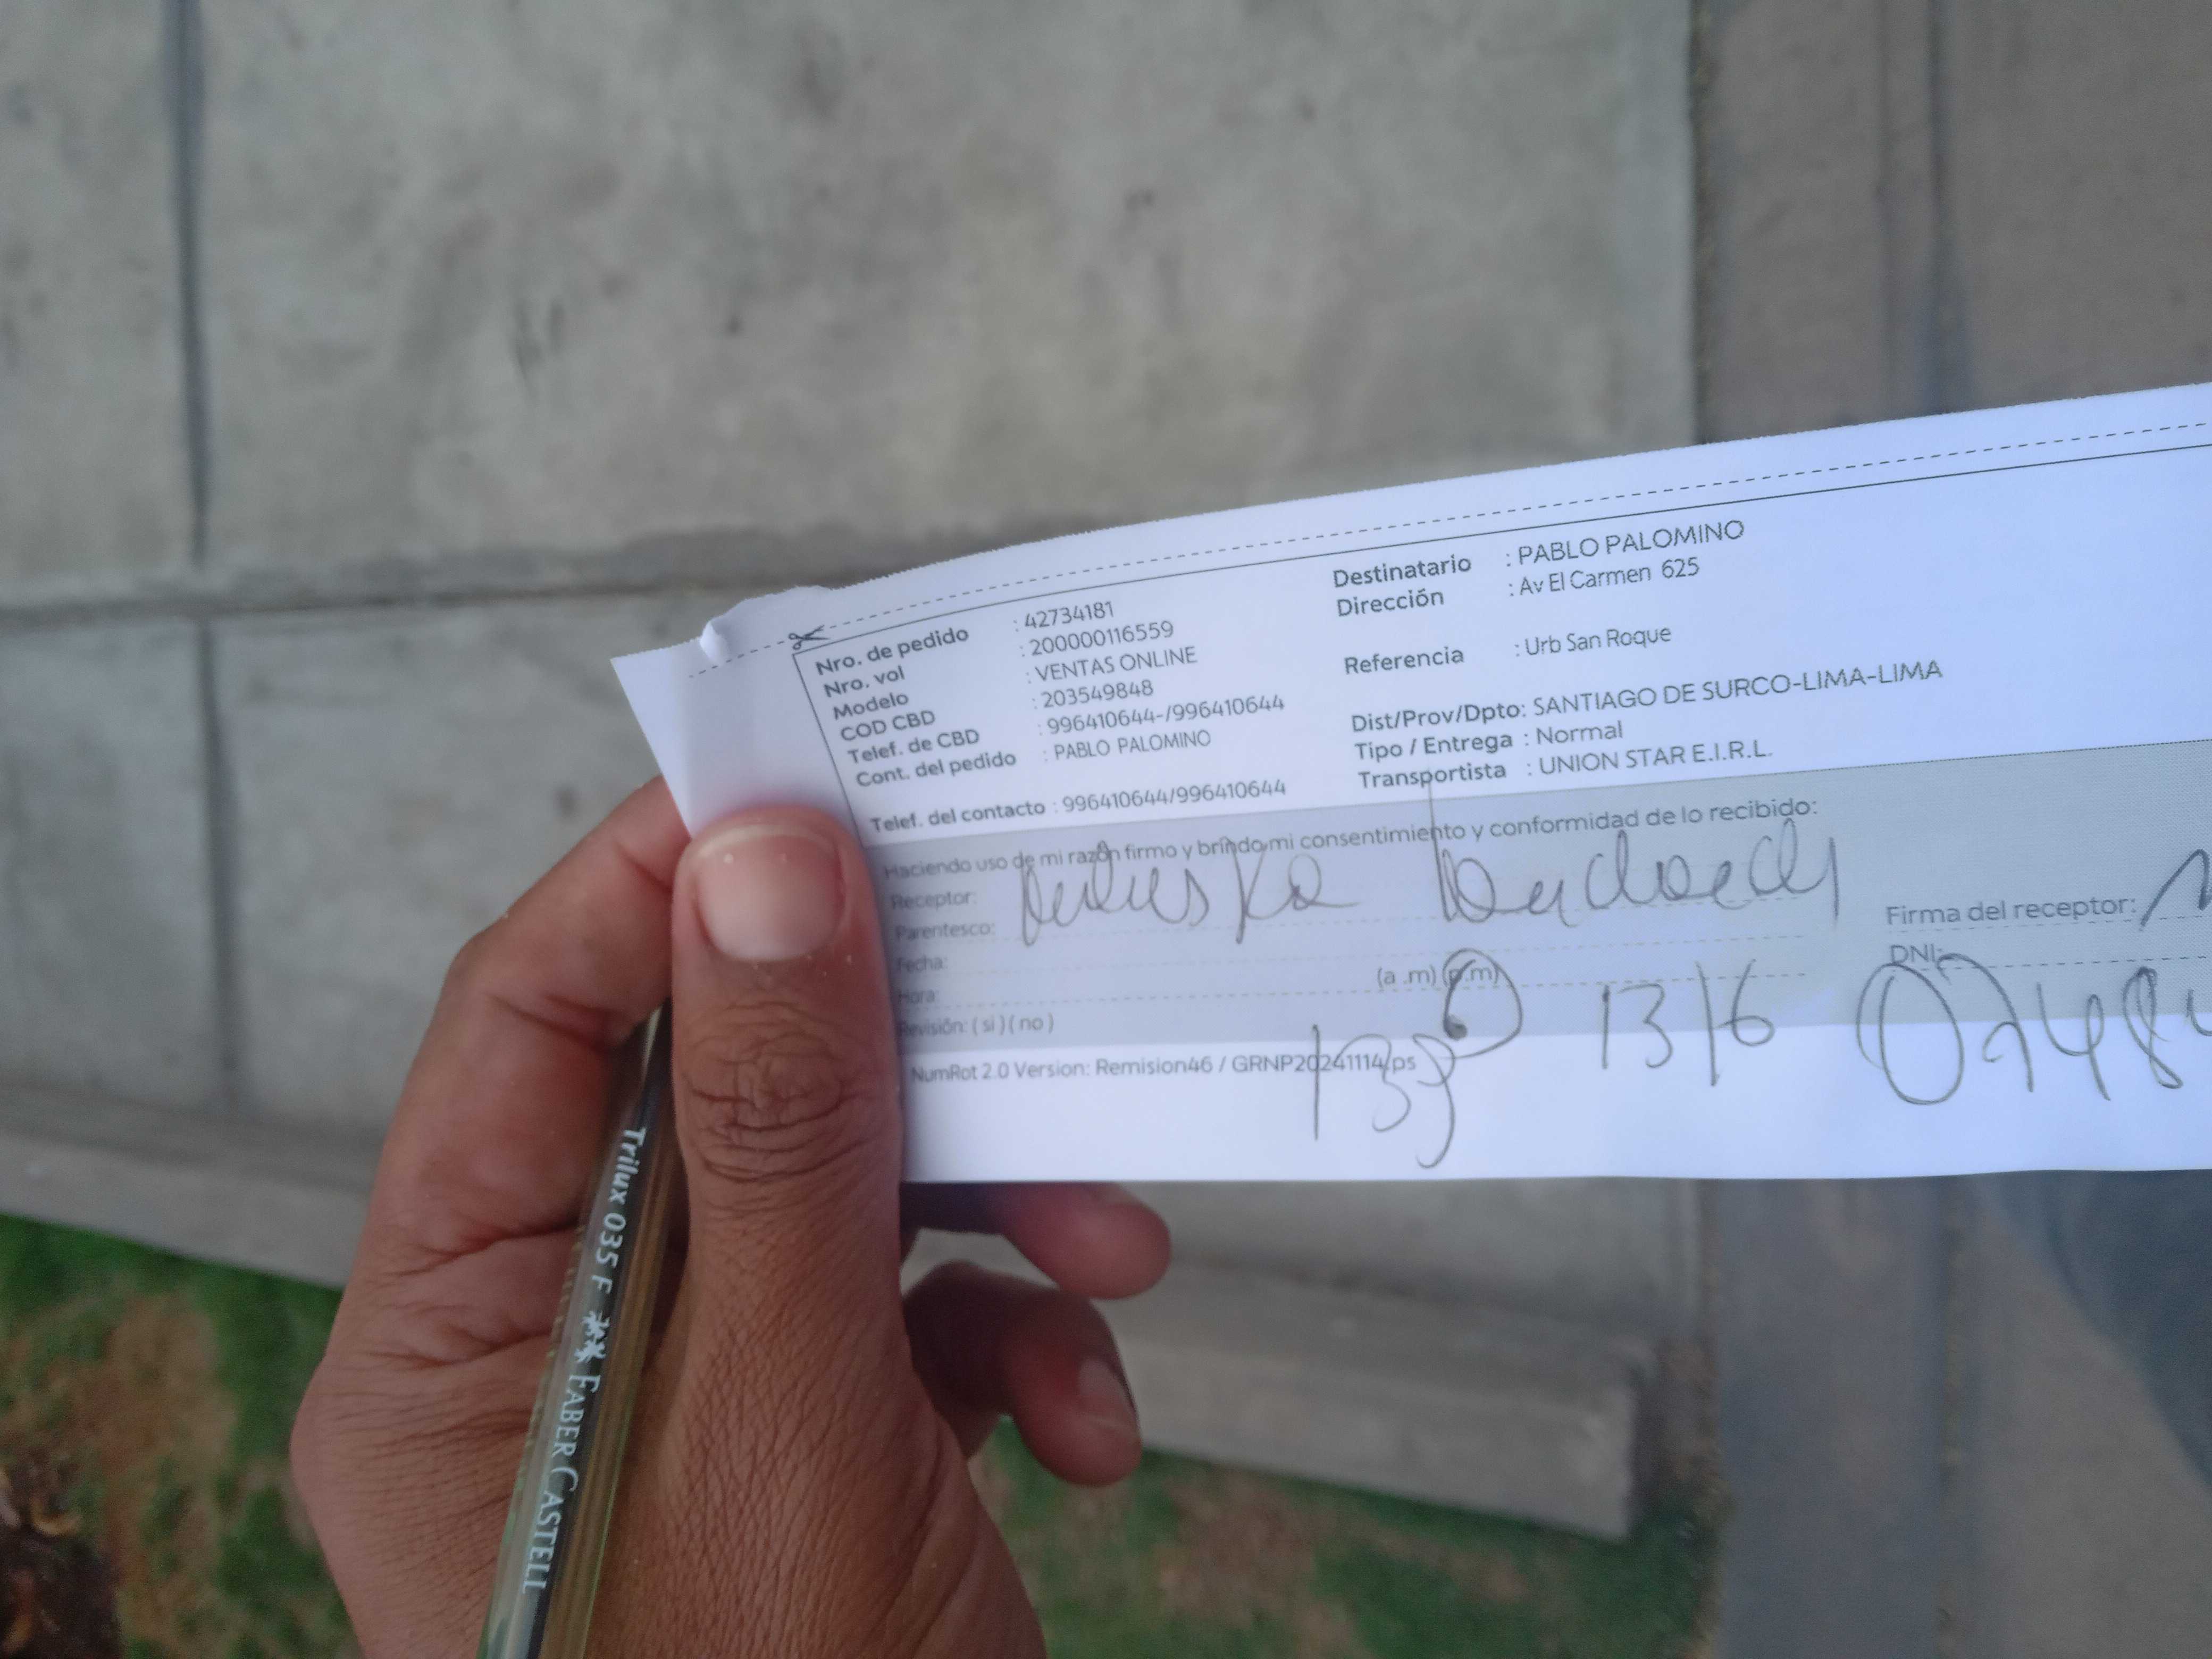 Nro. de pedido : 42734181
Nro. vol : 200000116559
Modelo : VENTAS ONLINE
COD CBD : 203549848
Telef. de CBD : 996410644-/996410644
Cont. del pedido : PABLO PALOMINO
Telef. del contacto : 996410644/996410644
Destinatario : PABLO PALOMINO
Dirección : Av El Carmen 625
Referencia : Urb San Roque
Dist/Prov/Dpto: SANTIAGO DE SURCO-LIMA-LIMA
Tipo / Entrega : Normal
Transportista : UNION STAR E.I.R.L.
Haciendo uso de mi razón firmo y brindo mi consentimiento y conformidad de lo recibido:
Receptor:
Parentesco:
Fecha:
Hora: (a .m) (p.m)
Revisión: ( si ) ( no )
Firma del receptor:
DNI:
13/6
NumRot 2.0 Version: Remision46 / GRNP20241114/ps
Trilux 035 F FABER CASTELL